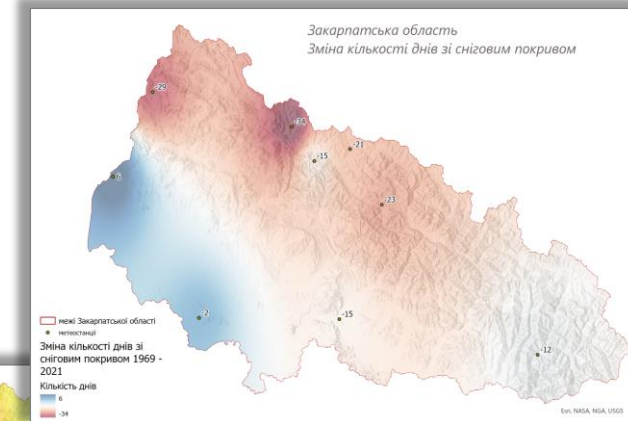 Закарпатська область
Зміна кількості днів зі сніговим покривом
-29
-34
-15
-21
6
-23
-2
-15
-12
межі Закарпатської області
метеостанції
Зміна кількості днів зі
сніговим покривом 1969 -
2021
Кількість днів
6
-34
Esri, NASA, NGA, USGS